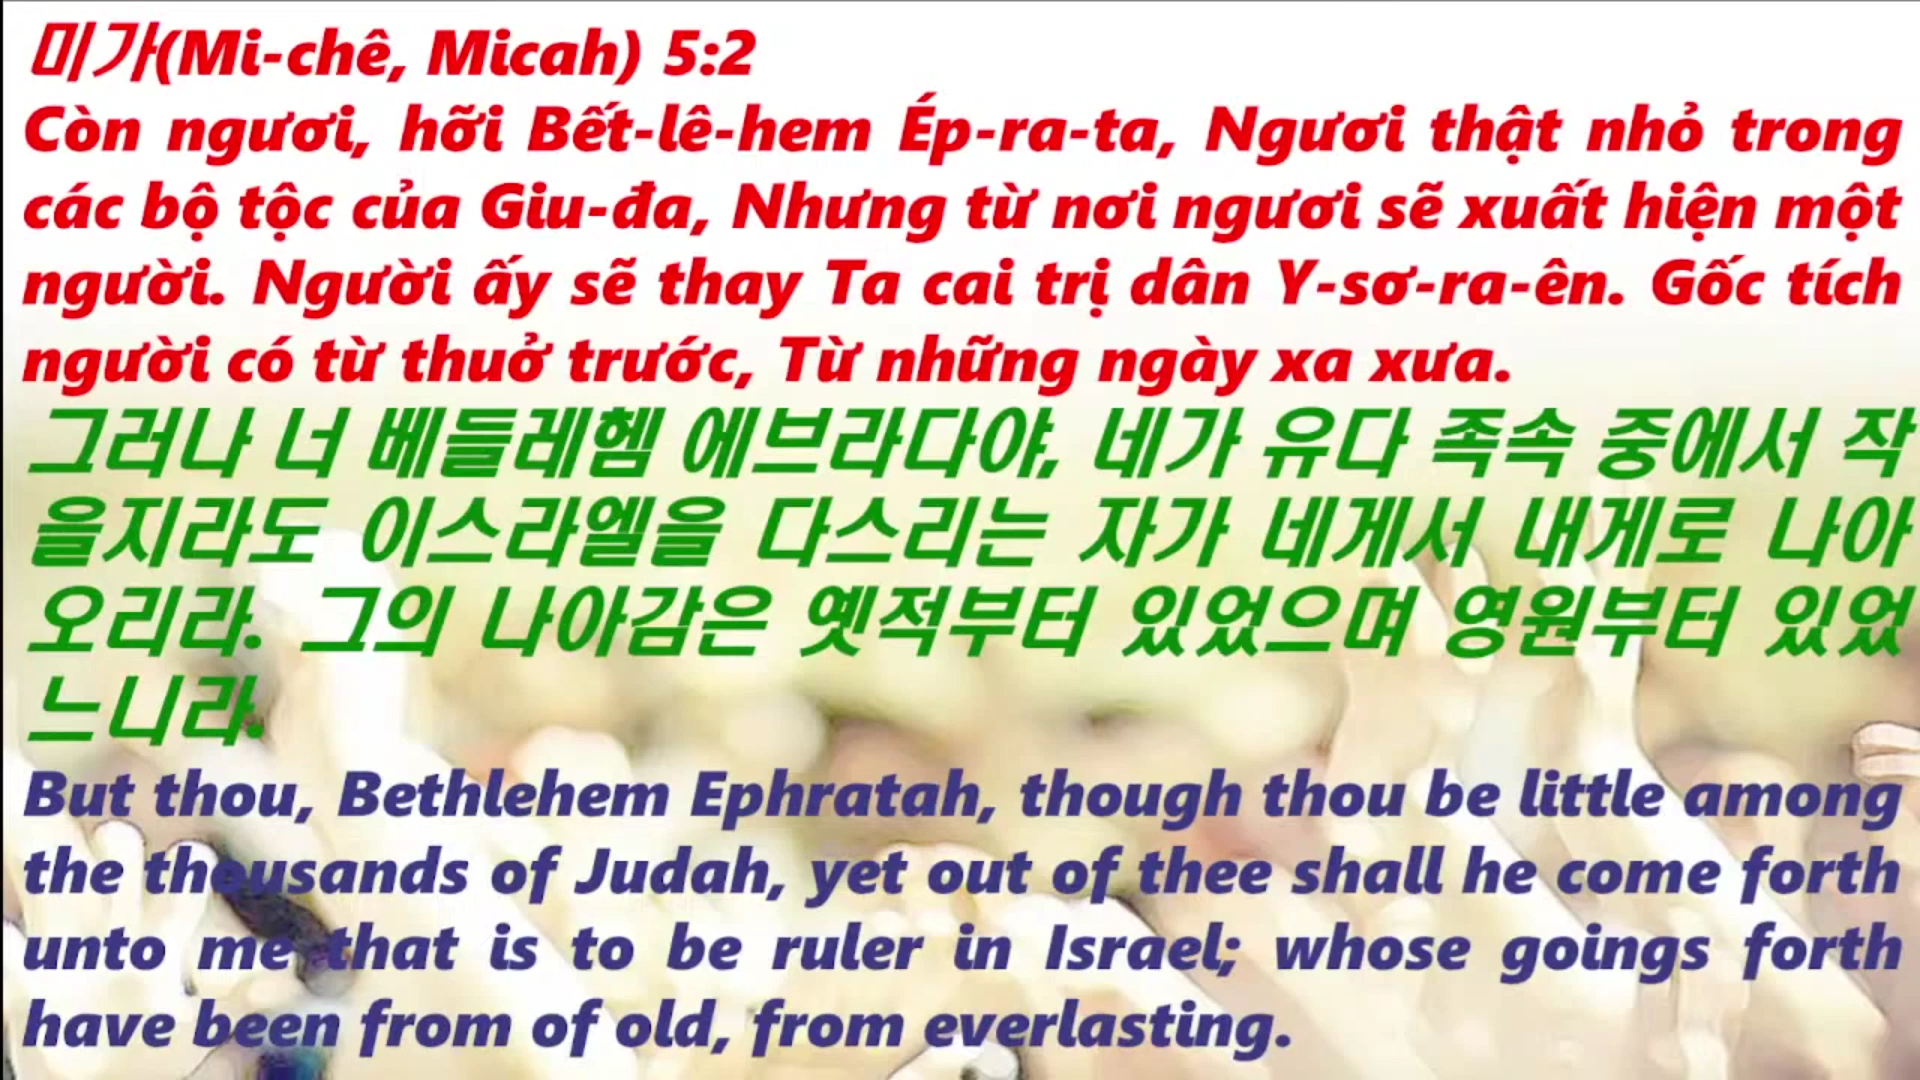 미가(Mi-chê, Micah) 5:2
Còn ngươi, hỡi Bết-lê-hem Ép-ra-ta, Ngươi thật nhỏ trong
các bộ tộc của Giu-đa, Nhưng từ nơi ngươi sẽ xuất hiện một
người. Người ấy sẽ thay Ta cai trị dân Y-sơ-ra-ên. Gốc tích
người có từ thuở trước, Từ những ngày xa xưa.
그러나 너 베들레헴 에브라다야, 네가 유다 족속 중에서 작
을지라도 이스라엘을 다스리는 자가 네게서 내게로 나아
오리라. 그의 나아감은 옛적부터 있었으며 영원부터 있었
느니라.
But thou, Bethlehem Ephratah, though thou be little among
the thousands of Judah, yet out of thee shall he come forth
unto me that is to be ruler in Israel; whose goings forth
have been from of old, from everlasting.